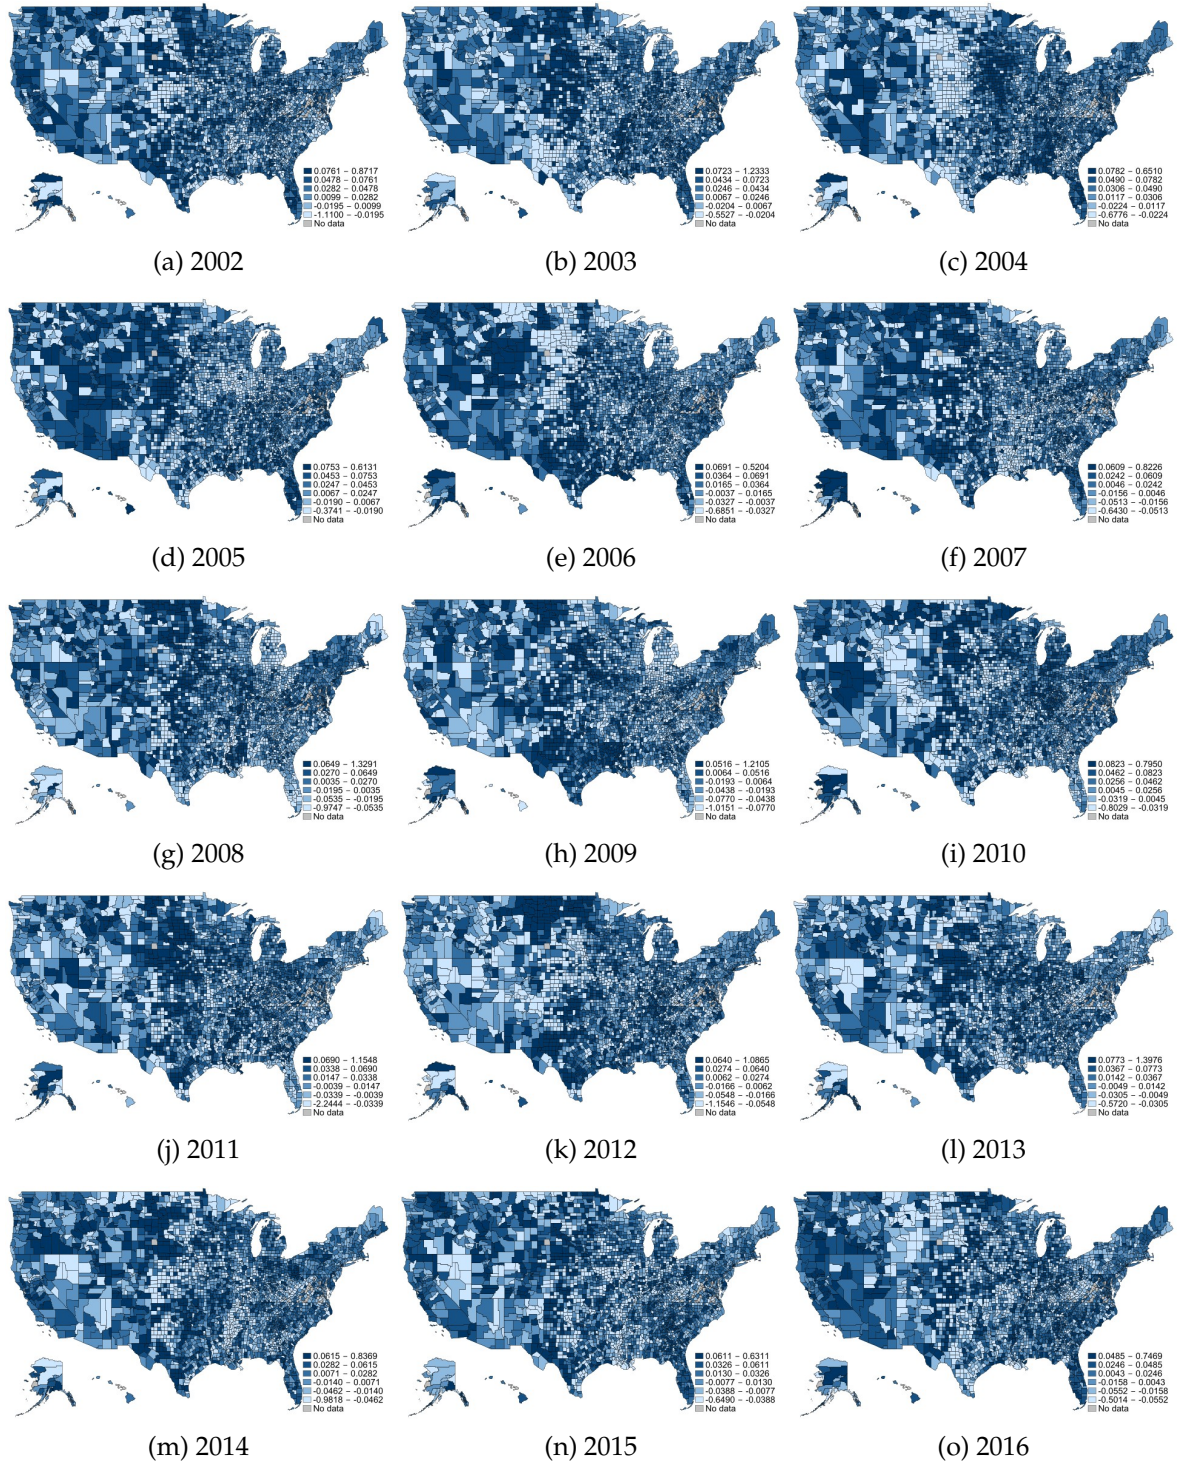 0.0761 – 0.8717
0.0478 – 0.0761
0.0282 – 0.0478
0.0099 – 0.0282
-0.0195 – 0.0099
-1.1100 – -0.0195
No data
(a) 2002
0.0723 – 1.2333
0.0434 – 0.0723
0.0246 – 0.0434
0.0067 – 0.0246
-0.0204 – 0.0067
-0.5527 – -0.0204
No data
(b) 2003
0.0782 – 0.6510
0.0490 – 0.0782
0.0306 – 0.0490
0.0117 – 0.0306
-0.0224 – 0.0117
-0.6776 – -0.0224
No data
(c) 2004
0.0753 – 0.6131
0.0453 – 0.0753
0.0247 – 0.0453
0.0067 – 0.0247
-0.0190 – 0.0067
-0.3741 – -0.0190
No data
(d) 2005
0.0691 – 0.5204
0.0364 – 0.0691
0.0165 – 0.0364
-0.0037 – 0.0165
-0.0327 – -0.0037
-0.6851 – -0.0327
No data
(e) 2006
0.0609 – 0.8226
0.0242 – 0.0609
0.0046 – 0.0242
-0.0156 – 0.0046
-0.0513 – -0.0156
-0.6430 – -0.0513
No data
(f) 2007
0.0649 – 1.3291
0.0270 – 0.0649
0.0035 – 0.0270
-0.0195 – 0.0035
-0.0535 – -0.0195
-0.9747 – -0.0535
No data
(g) 2008
0.0516 – 1.2105
0.0064 – 0.0516
-0.0193 – 0.0064
-0.0438 – -0.0193
-0.0770 – -0.0438
-1.0151 – -0.0770
No data
(h) 2009
0.0823 – 0.7950
0.0462 – 0.0823
0.0256 – 0.0462
0.0045 – 0.0256
-0.0319 – 0.0045
-0.8029 – -0.0319
No data
(i) 2010
0.0690 – 1.1548
0.0338 – 0.0690
0.0147 – 0.0338
-0.0039 – 0.0147
-0.0339 – -0.0039
-2.2444 – -0.0339
No data
(j) 2011
0.0640 – 1.0865
0.0274 – 0.0640
0.0062 – 0.0274
-0.0166 – 0.0062
-0.0548 – -0.0166
-1.1546 – -0.0548
No data
(k) 2012
0.0773 – 1.3976
0.0367 – 0.0773
0.0142 – 0.0367
-0.0049 – 0.0142
-0.0305 – -0.0049
-0.5720 – -0.0305
No data
(l) 2013
0.0615 – 0.8369
0.0282 – 0.0615
0.0071 – 0.0282
-0.0140 – 0.0071
-0.0462 – -0.0140
-0.9818 – -0.0462
No data
(m) 2014
0.0611 – 0.6311
0.0326 – 0.0611
0.0130 – 0.0326
-0.0077 – 0.0130
-0.0388 – -0.0077
-0.6490 – -0.0388
No data
(n) 2015
0.0485 – 0.7469
0.0246 – 0.0485
0.0043 – 0.0246
-0.0158 – 0.0043
-0.0552 – -0.0158
-0.5014 – -0.0552
No data
(o) 2016